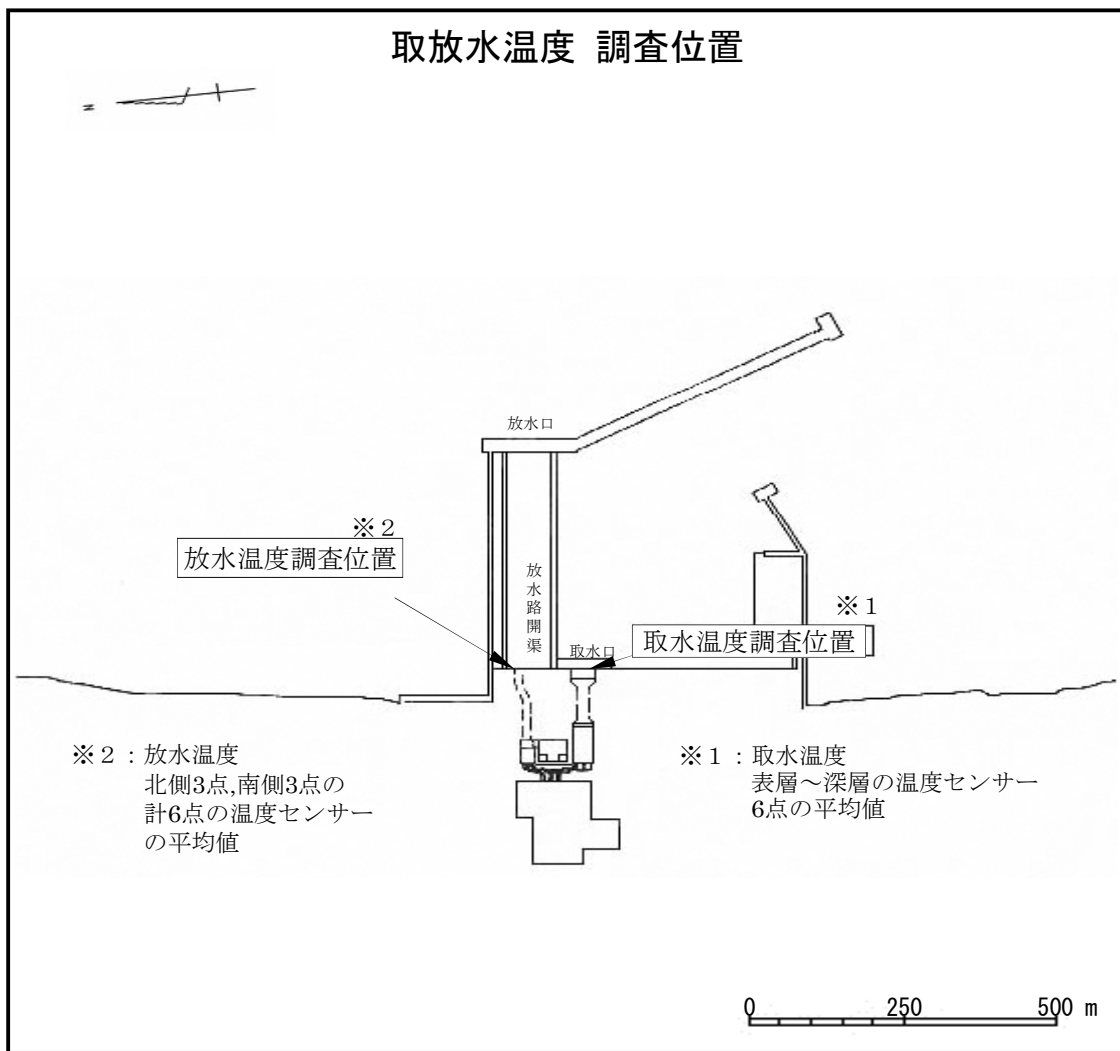 取放水温度 調査位置
N
放水口
※2
放水温度調査位置
放水路開渠
※1
取水温度調査位置
取水口
※2：放水温度
北側3点,南側3点の
計6点の温度センサー
の平均値
※1：取水温度
表層～深層の温度センサー
6点の平均値
0 250 500 m